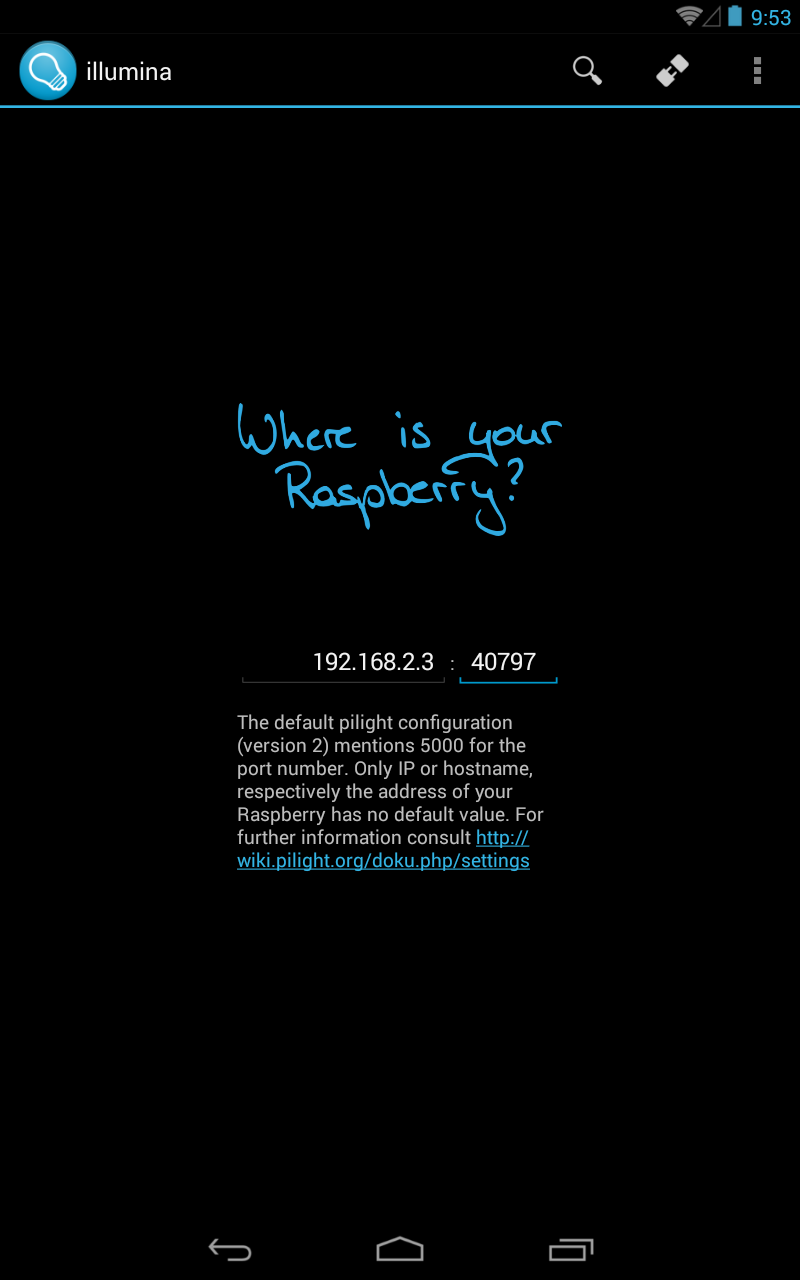 9:53
illumina
Where is your
Raspberry?
192.168.2.3 : 40797
The default pilight configuration
(version 2) mentions 5000 for the
port number. Only IP or hostname,
respectively the address of your
Raspberry has no default value. For
further information consult http://
wiki.pilight.org/doku.php/settings